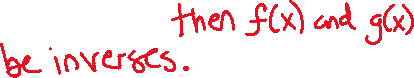 then f(x) and g(x)
be inverses.